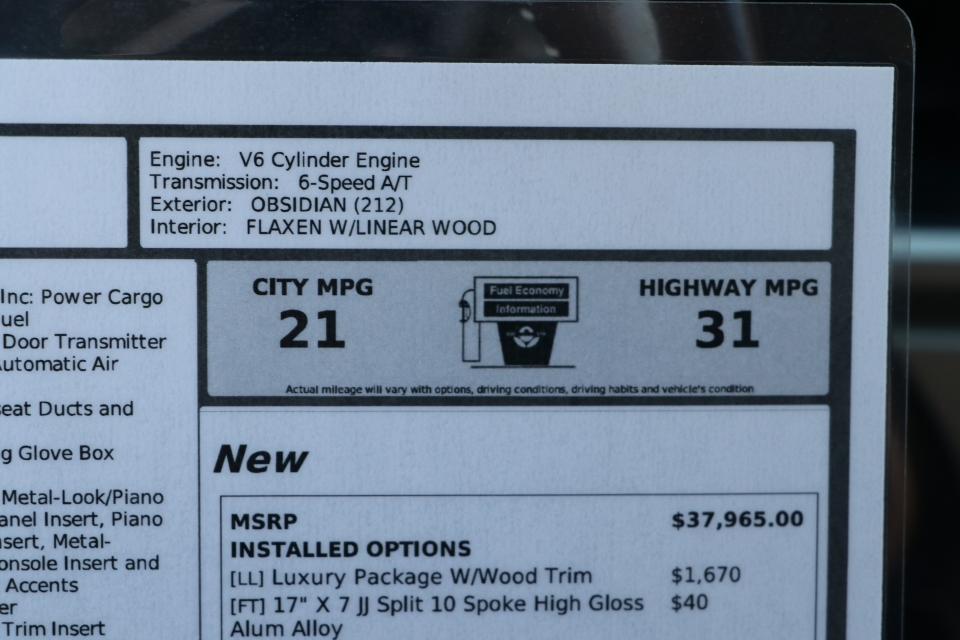 Engine: V6 Cylinder Engine
Transmission: 6-Speed A/T
Exterior: OBSIDIAN (212)
Interior: FLAXEN W/LINEAR WOOD
Inc: Power Cargo
uel
Door Transmitter
Automatic Air
seat Ducts and
g Glove Box
Metal-Look/Piano
anel Insert, Piano
nsert, Metal-
onsole Insert and
Accents
er
Trim Insert
CITY MPG
21
Fuel Economy
Information
HIGHWAY MPG
31
Actual mileage will vary with options, driving conditions, driving habits and vehicle's condition
New
MSRP $37,965.00
INSTALLED OPTIONS
[LL] Luxury Package W/Wood Trim $1,670
[FT] 17" X 7 JJ Split 10 Spoke High Gloss $40
Alum Alloy